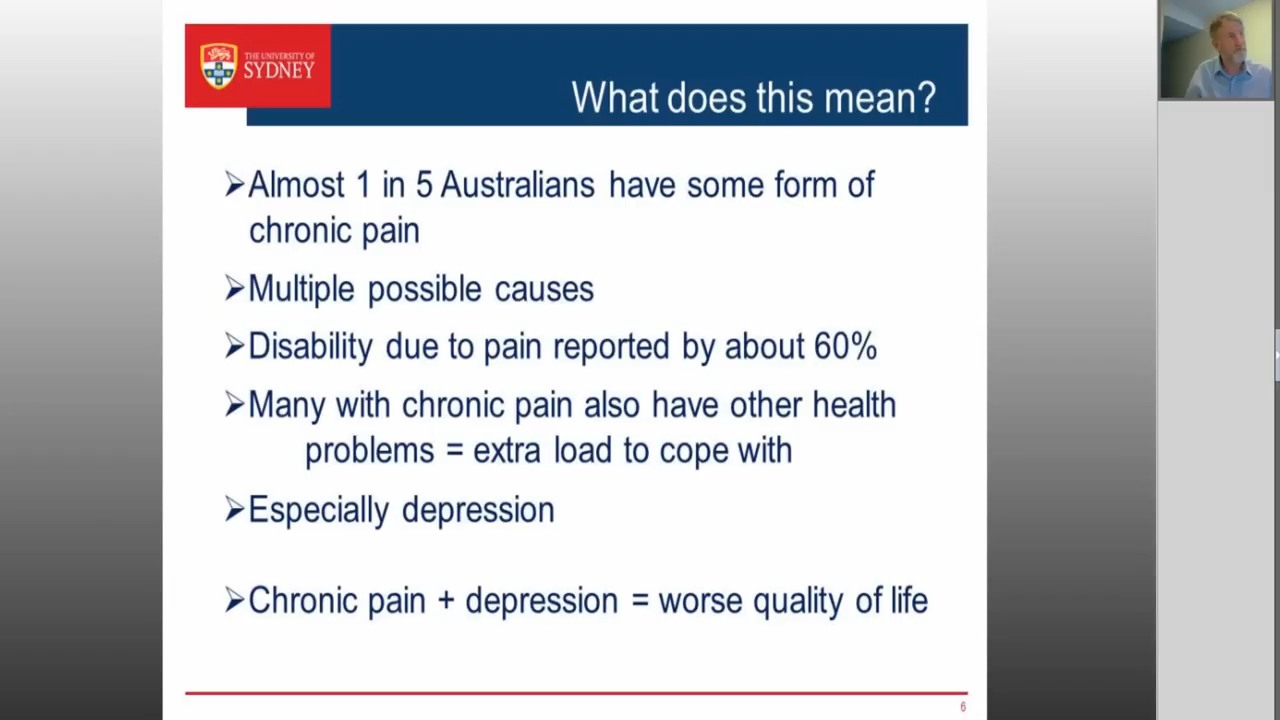 THE UNIVERSITY OF
SYDNEY
What does this mean?
➢Almost 1 in 5 Australians have some form of
chronic pain
➢Multiple possible causes
➢Disability due to pain reported by about 60%
➢Many with chronic pain also have other health
problems = extra load to cope with
➢Especially depression
➢Chronic pain + depression = worse quality of life
6